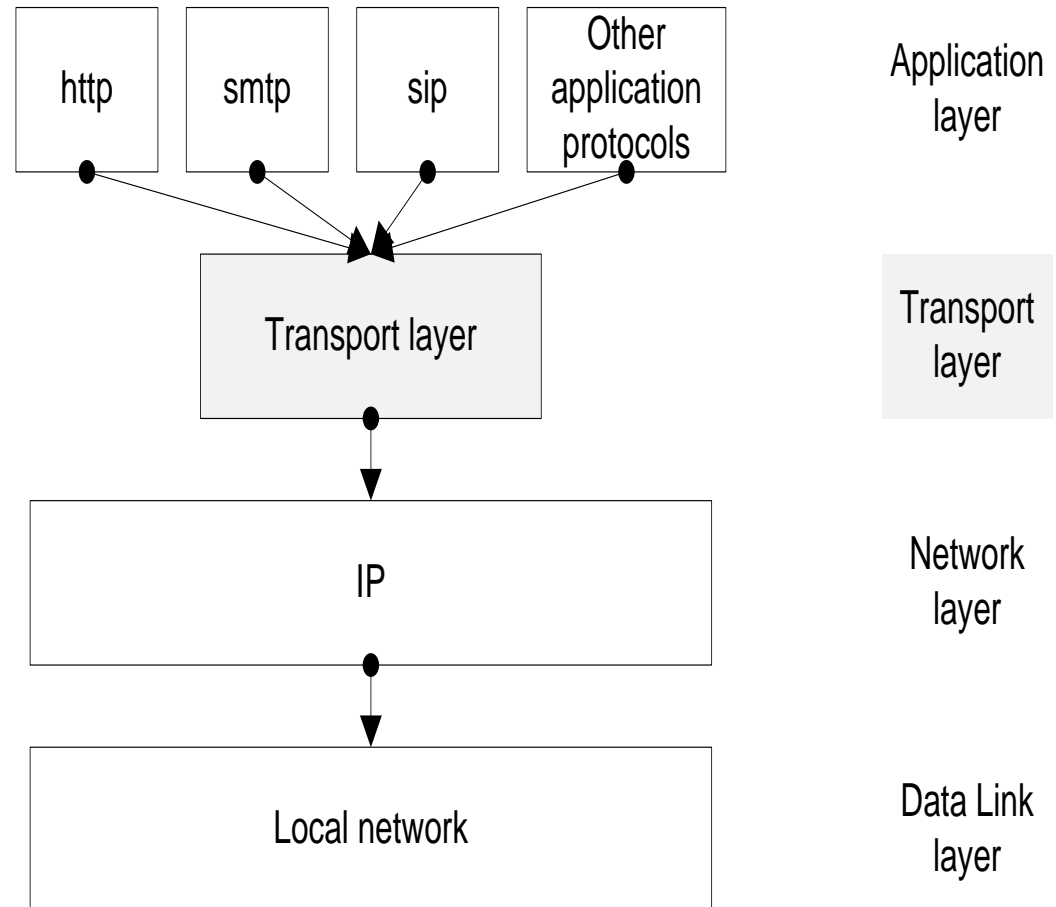 http
smtp
sip
Other
application
protocols
Application
layer
Transport layer
Transport
layer
IP
Network
layer
Local network
Data Link
layer